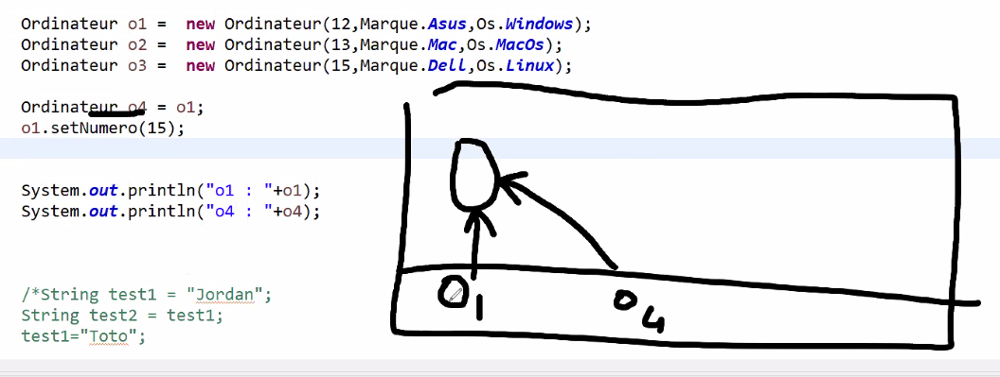 Ordinateur o1 =  new Ordinateur(12,Marque.Asus,Os.Windows);
Ordinateur o2 =  new Ordinateur(13,Marque.Mac,Os.MacOs);
Ordinateur o3 =  new Ordinateur(15,Marque.Dell,Os.Linux);
Ordinateur o4 = o1;
o1.setNumero(15);
System.out.println("o1 : "+o1);
System.out.println("o4 : "+o4);
/*String test1 = "Jordan";
String test2 = test1;
test1="Toto";
O1
o4